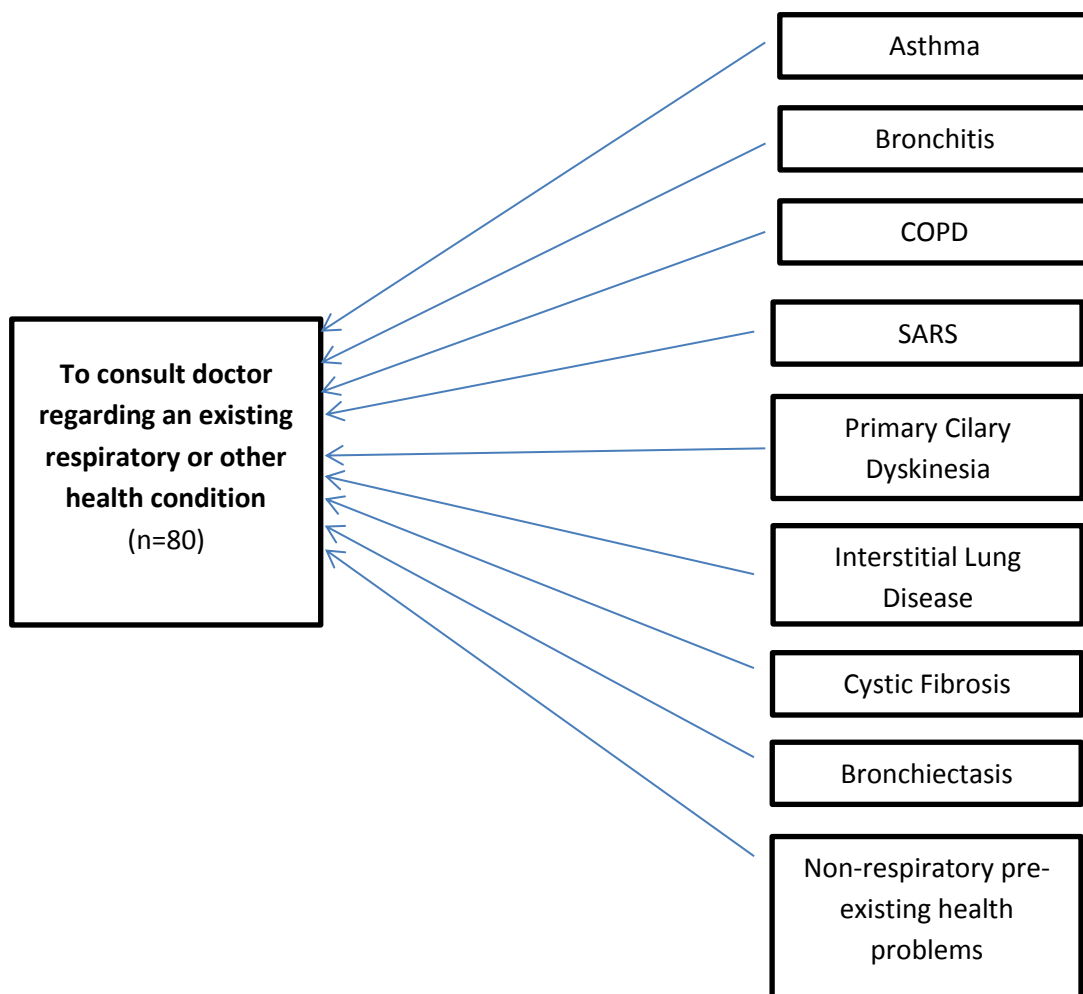 Asthma
Bronchitis
COPD
SARS
To consult doctor
regarding an existing
respiratory or other
health condition
(n=80)
Primary Cilary
Dyskinesia
Interstitial Lung
Disease
Cystic Fibrosis
Bronchiectasis
Non-respiratory pre-
existing health
problems